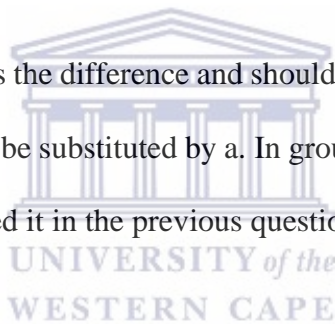 s the difference and should
be substituted by a. In grou
ed it in the previous questio
UNIVERSITY of the
WESTERN CAPE